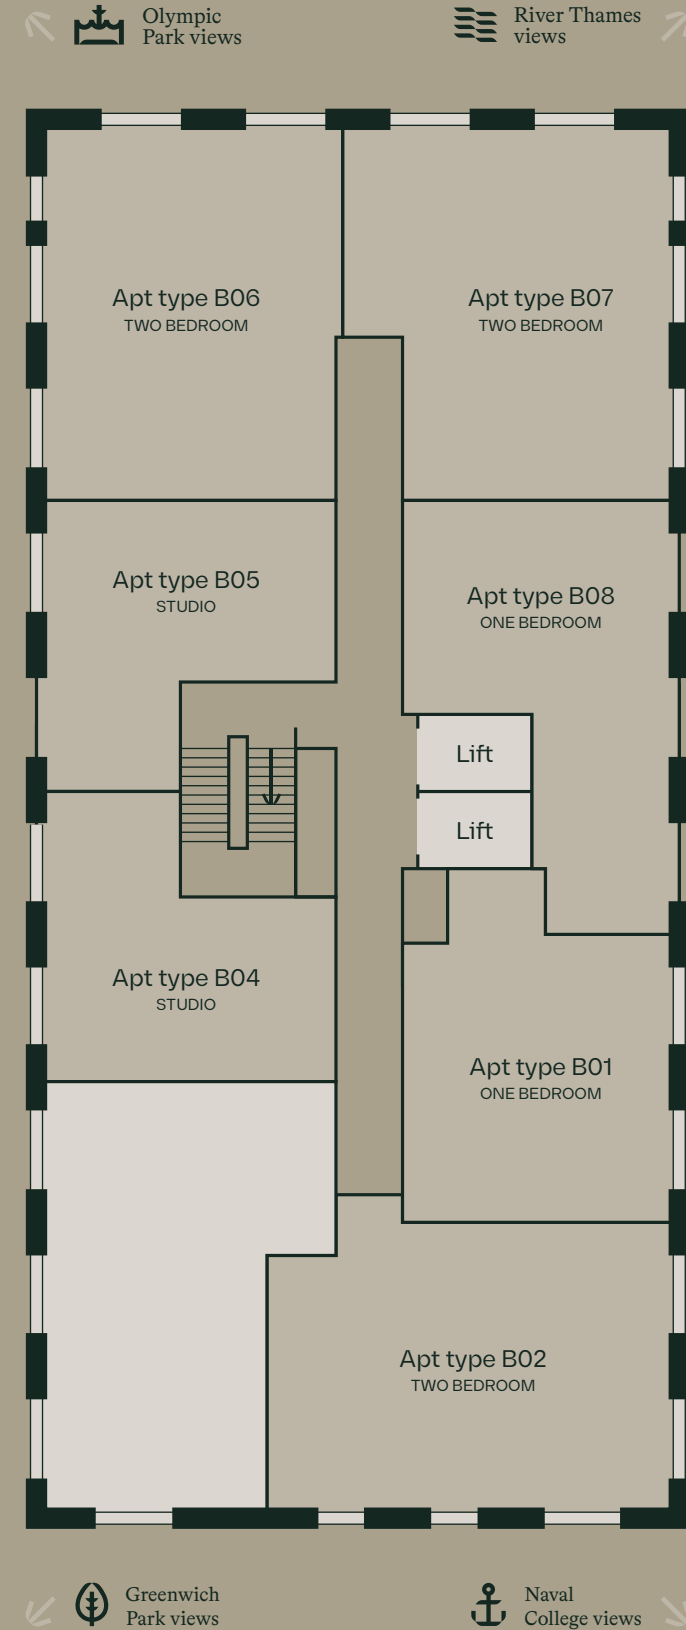 Olympic
Park views
River Thames
views
Apt type B06
TWO BEDROOM
Apt type B07
TWO BEDROOM
Apt type B05
STUDIO
Apt type B08
ONE BEDROOM
Lift
Lift
Apt type B04
STUDIO
Apt type B01
ONE BEDROOM
Apt type B02
TWO BEDROOM
Greenwich
Park views
Naval
College views